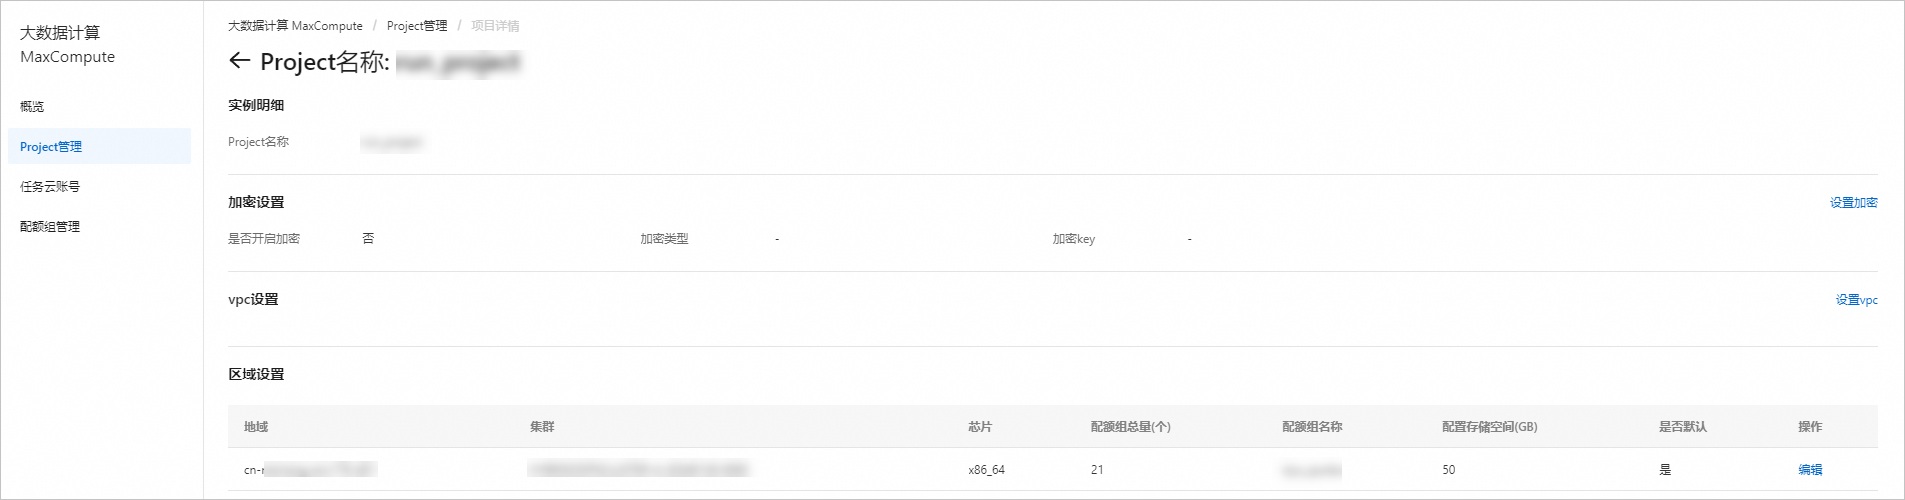 大数据计算
MaxCompute
概览
Project管理
任务云账号
配额组管理
大数据计算 MaxCompute / Project管理 / 项目详情
← Project名称:
实例明细
Project名称
加密设置 设置加密
是否开启加密 否 加密类型 - 加密key -
vpc设置 设置vpc
区域设置
地域 集群 芯片 配额组总量(个) 配额组名称 配置存储空间(GB) 是否默认 操作
cn- x86_64 21 50 是 编辑